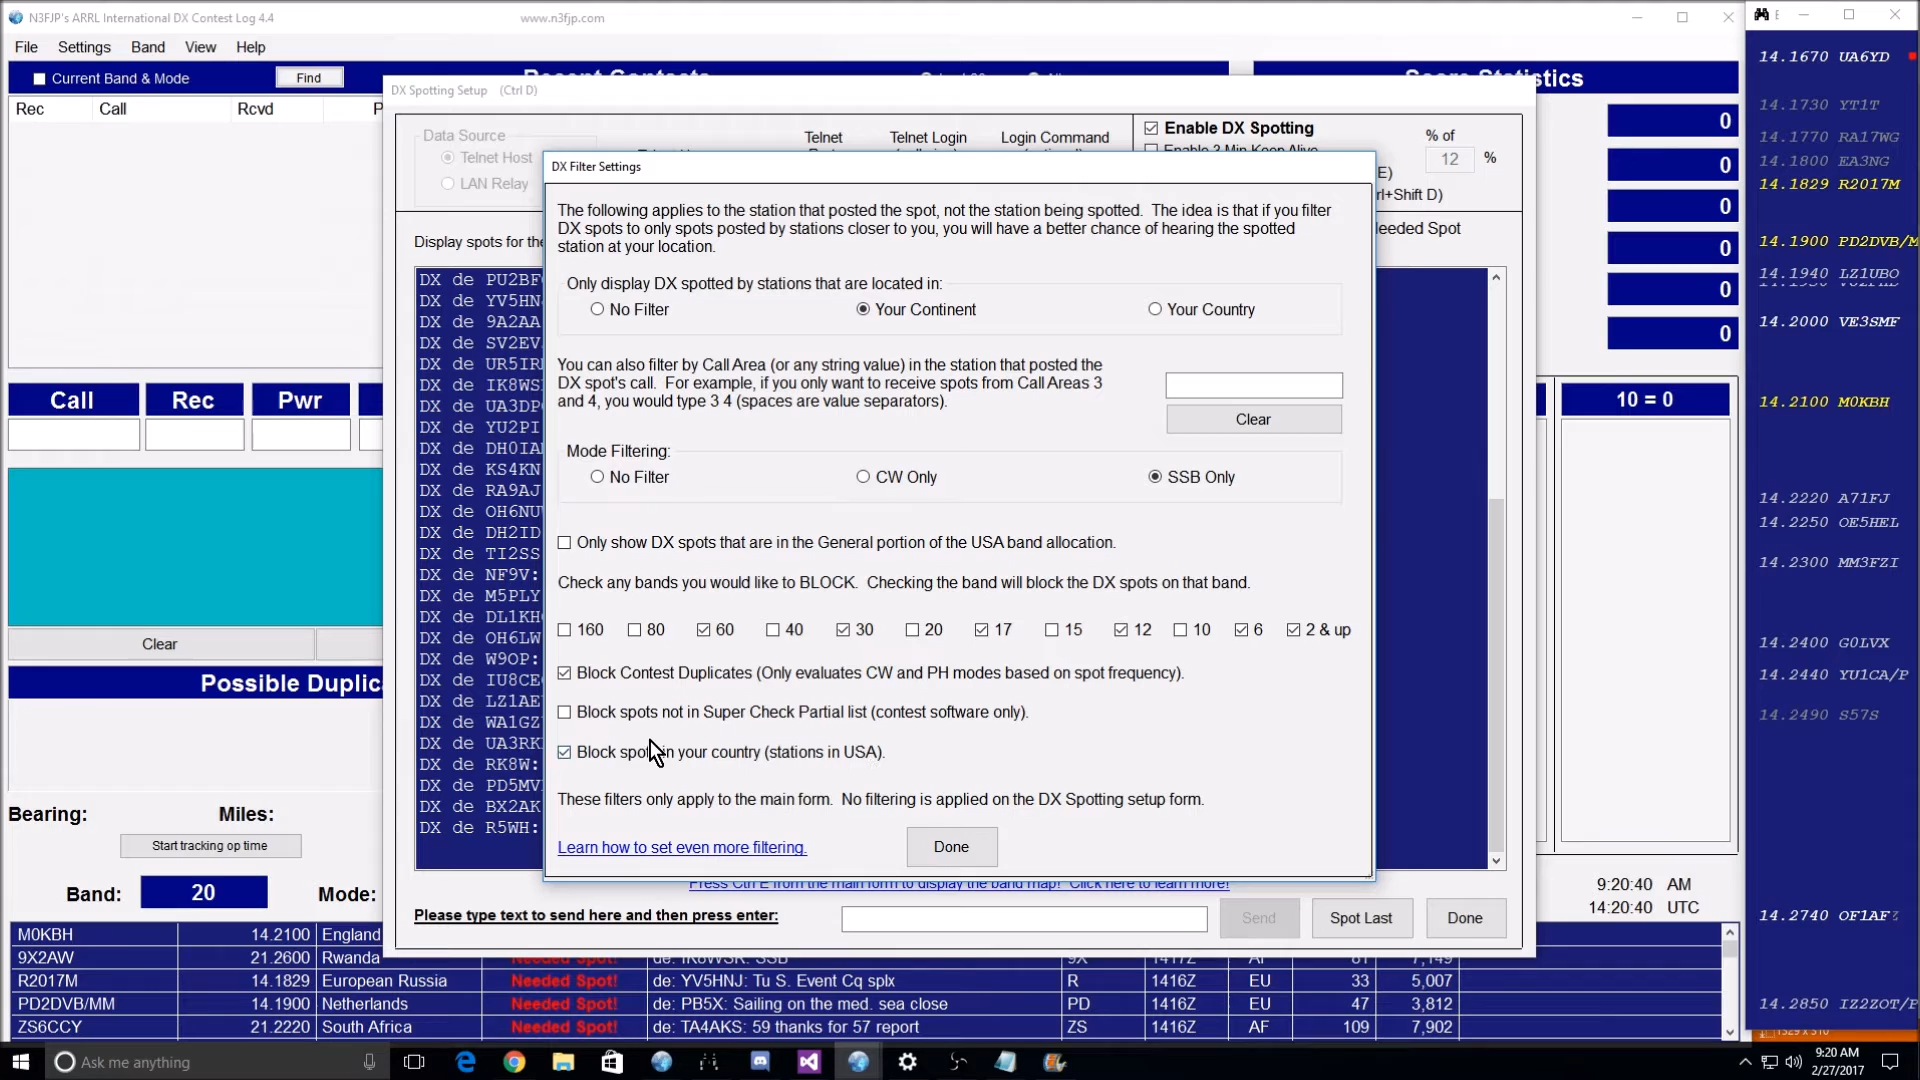 N3FJP's ARRL International DX Contest Log 4.4
www.n3fjp.com
File Settings Band View Help
Current Band & Mode Find
Rec Call Rcvd
DX Spotting Setup (Ctrl D)
Data Source
Telnet Host
LAN Relay
Telnet Telnet Login Login Command
Enable DX Spotting
% of
12 %
Display spots for the
DX Filter Settings
The following applies to the station that posted the spot, not the station being spotted. The idea is that if you filter
DX spots to only spots posted by stations closer to you, you will have a better chance of hearing the spotted
station at your location.
Only display DX spotted by stations that are located in:
No Filter Your Continent Your Country
You can also filter by Call Area (or any string value) in the station that posted the
DX spot's call. For example, if you only want to receive spots from Call Areas 3
and 4, you would type 3 4 (spaces are value separators).
Clear
Mode Filtering:
No Filter CW Only SSB Only
Only show DX spots that are in the General portion of the USA band allocation.
Check any bands you would like to BLOCK. Checking the band will block the DX spots on that band.
160 80 60 40 30 20 17 15 12 10 6 2 & up
Block Contest Duplicates (Only evaluates CW and PH modes based on spot frequency).
Block spots not in Super Check Partial list (contest software only).
Block spots in your country (stations in USA).
These filters only apply to the main form. No filtering is applied on the DX Spotting setup form.
Learn how to set even more filtering. Done
DX de PU2BF
DX de YV5HN
DX de 9A2AA
DX de SV2EV
DX de UR5IR
DX de IK8WS
DX de UA3DP
DX de YU2PI
DX de DH0IA
DX de KS4KN
DX de RA9AJ
DX de OH6NU
DX de DH2ID
DX de TI2SS
DX de NF9V:
DX de M5PLY
DX de DL1KH
DX de OH6LW
DX de W9OP:
DX de IU8CE
DX de LZ1AE
DX de WA1GZ
DX de UA3RK
DX de RK8W:
DX de PD5MV
DX de BX2AK
DX de R5WH:
Press Ctrl E from the main form to display the band map! Click here to learn more!
Please type text to send here and then press enter: Send Spot Last Done
Call Rec Pwr
10 = 0
Clear
0
0
0
0
0
0
Bearing: Miles:
Start tracking op time
Band: 20 Mode:
9:20:40 AM
14:20:40 UTC
M0KBH 14.2100 England
9X2AW 21.2600 Rwanda Needed Spot! de: IK8WSR: SSB 9X 1417Z AF 81 7,149
R2017M 14.1829 European Russia Needed Spot! de: YV5HNJ: Tu S. Event Cq splx R 1416Z EU 33 5,007
PD2DVB/MM 14.1900 Netherlands Needed Spot! de: PB5X: Sailing on the med. sea close PD 1416Z EU 47 3,812
ZS6CCY 21.2220 South Africa Needed Spot! de: TA4AKS: 59 thanks for 57 report ZS 1416Z AF 109 7,902
14.1670 UA6YD
14.1730 YT1T
14.1770 RA17WG
14.1800 EA3NG
14.1829 R2017M
14.1900 PD2DVB/M
14.1940 LZ1UBO
14.2000 VE3SMF
14.2100 M0KBH
14.2220 A71FJ
14.2250 OE5HEL
14.2300 MM3FZI
14.2400 G0LVX
14.2440 YU1CA/P
14.2490 S57S
14.2740 OF1AF
14.2850 IZ2ZOT/P
Ask me anything
9:20 AM
2/27/2017